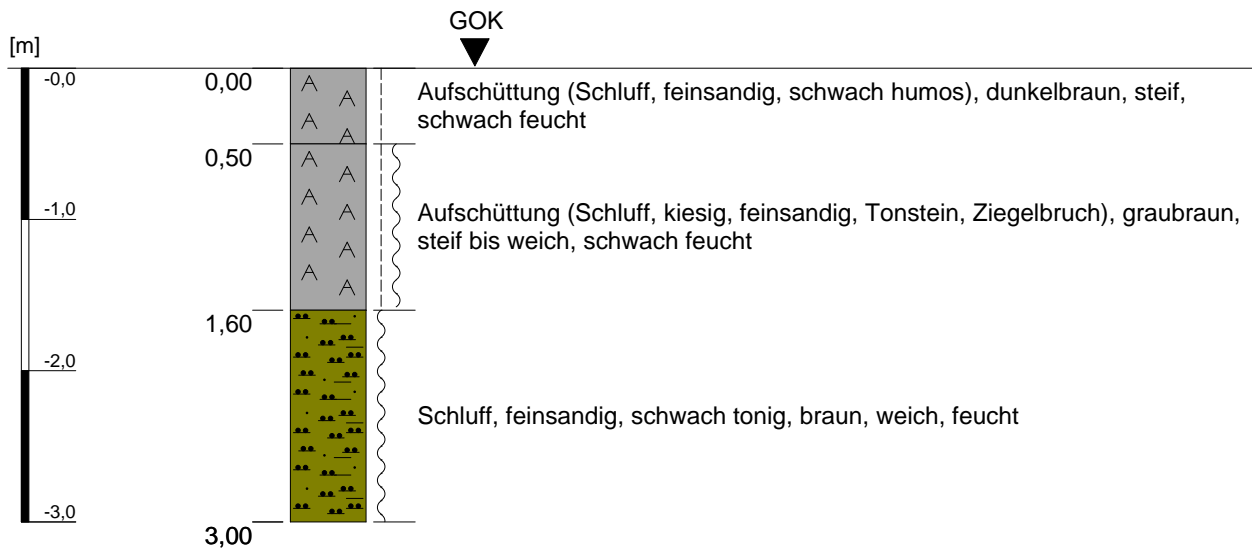 GOK
[m]
-0,0
0,00
Aufschüttung (Schluff, feinsandig, schwach humos), dunkelbraun, steif,
schwach feucht
0,50
-1,0
Aufschüttung (Schluff, kiesig, feinsandig, Tonstein, Ziegelbruch), graubraun,
steif bis weich, schwach feucht
1,60
-2,0
Schluff, feinsandig, schwach tonig, braun, weich, feucht
-3,0
3,00